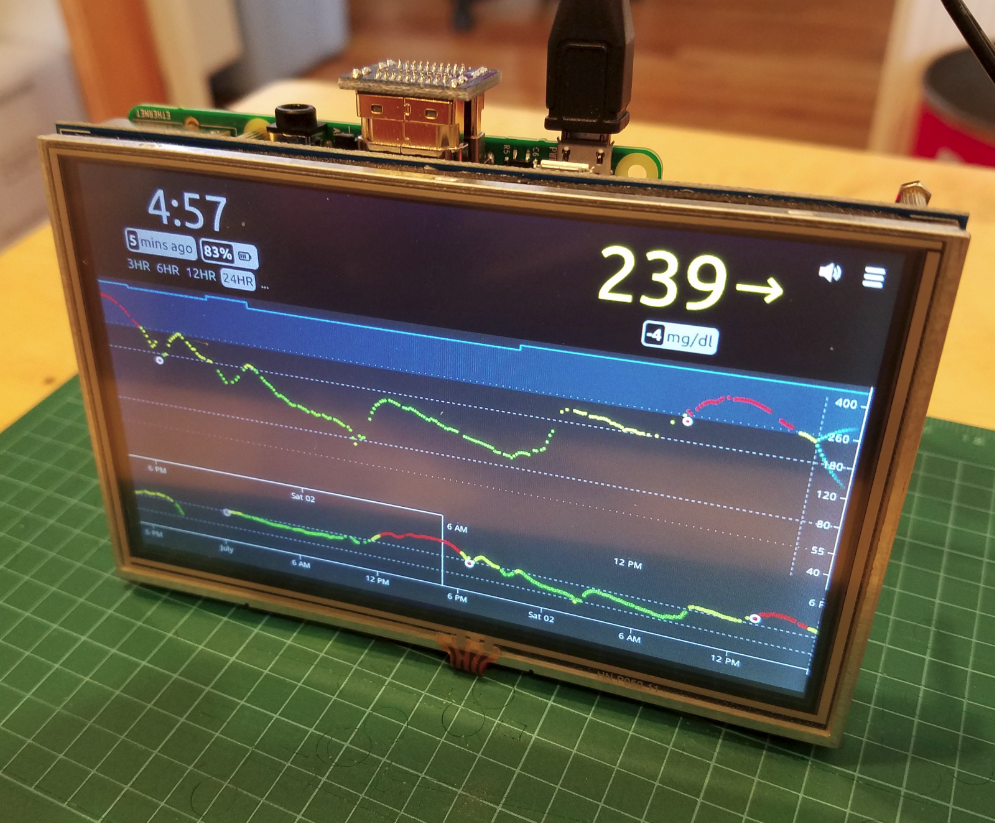 ETHERNET
4:57
5 mins ago 83%
3HR 6HR 12HR 24HR ...
239→
-4 mg/dl
400
260
180
120
80
55
40
6 PM
Sat 02
6 AM
12 PM
6 P
6 PM
July
6 AM
12 PM
6 PM
Sat 02
6 AM
12 PM